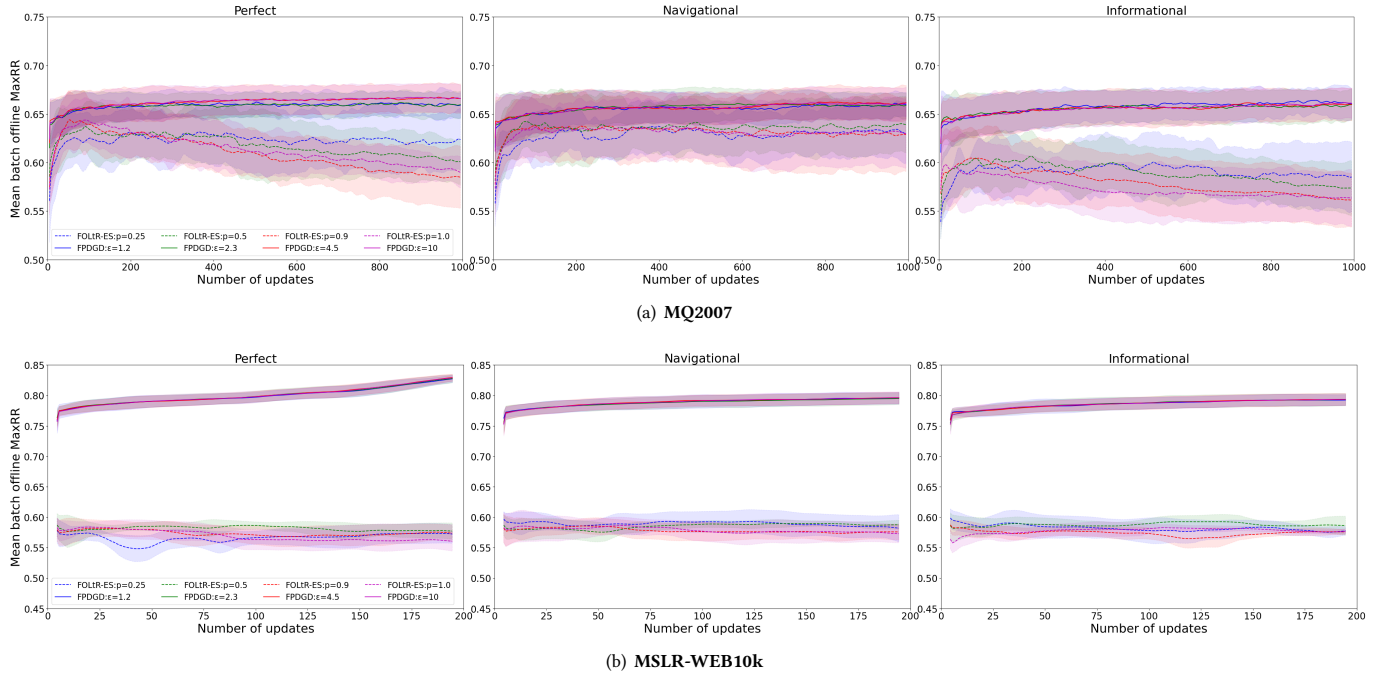 Perfect
Navigational
Informational
Mean batch offline MaxRR
0.75
0.70
0.65
0.60
0.55
0.50
0.75
0.70
0.65
0.60
0.55
0.50
0.75
0.70
0.65
0.60
0.55
0.50
FOLtR-ES:p=0.25 FOLtR-ES:p=0.5 FOLtR-ES:p=0.9 FOLtR-ES:p=1.0
FPDGD:ε=1.2 FPDGD:ε=2.3 FPDGD:ε=4.5 FPDGD:ε=10
0 200 400 600 800 1000
0 200 400 600 800 1000
0 200 400 600 800 1000
Number of updates
Number of updates
Number of updates
(a) MQ2007
Perfect
Navigational
Informational
Mean batch offline MaxRR
0.85
0.80
0.75
0.70
0.65
0.60
0.55
0.50
0.45
0.85
0.80
0.75
0.70
0.65
0.60
0.55
0.50
0.45
0.85
0.80
0.75
0.70
0.65
0.60
0.55
0.50
0.45
FOLtR-ES:p=0.25 FOLtR-ES:p=0.5 FOLtR-ES:p=0.9 FOLtR-ES:p=1.0
FPDGD:ε=1.2 FPDGD:ε=2.3 FPDGD:ε=4.5 FPDGD:ε=10
0 25 50 75 100 125 150 175 200
0 25 50 75 100 125 150 175 200
0 25 50 75 100 125 150 175 200
Number of updates
Number of updates
Number of updates
(b) MSLR-WEB10k